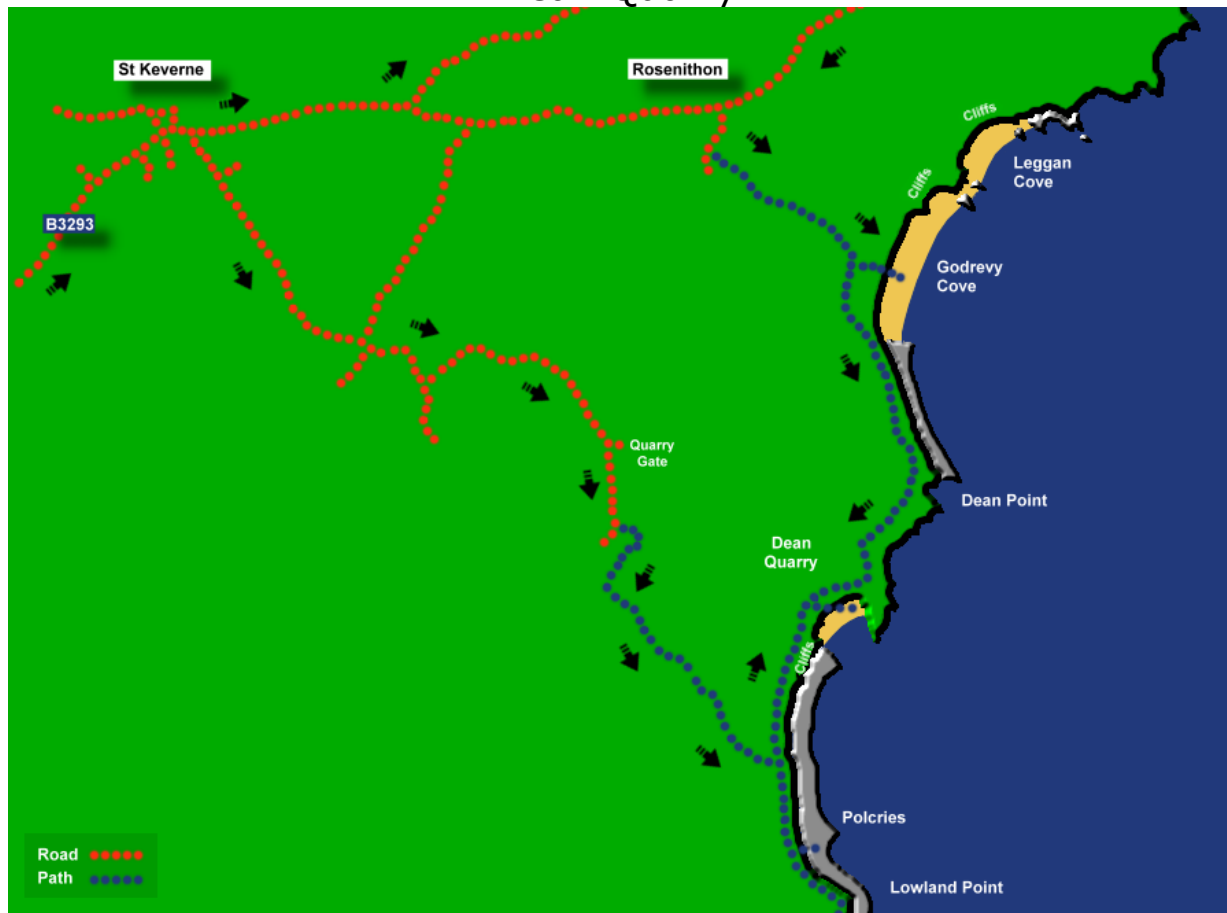 St Keverne
Rosenithon
Cliffs
Leggan
Cove
Cliffs
B3293
Godrevy
Cove
Quarry
Gate
Dean Point
Dean
Quarry
Cliffs
Polcries
Road
Path
Lowland Point